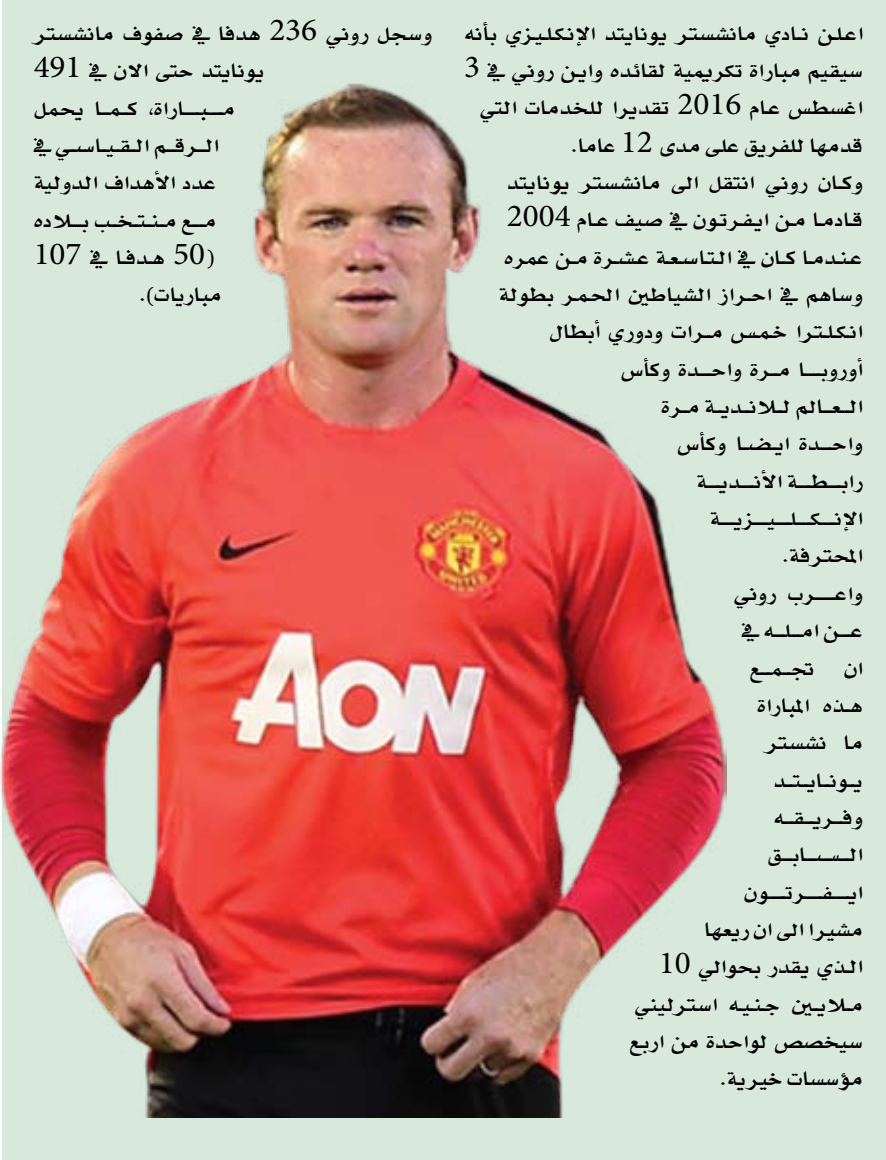 اعلن نادي مانشستر يونايتد الإنكليزي بأنه
سيقيم مباراة تكريمية لقائده واين روني في 3
اغسطس عام 2016 تقديرا للخدمات التي
قدمها للفريق على مدى 12 عاما.
وكان روني انتقل الى مانشستر يونايتد
قادما من ايفرتون في صيف عام 2004
عندما كان في التاسعة عشرة من عمره
وساهم في احراز الشياطين الحمر بطولة
انكلترا خمس مرات ودوري أبطال
أوروبا مرة واحدة وكأس
العالم للاندية مرة
واحدة ايضا وكأس
رابطة الأندية
الإنكليزية
المحترفة.
واعرب روني
عن امله في
ان تجمع
هذه المباراة
ما نشستر
يونايتد
وفريقه
السابق
ايفرتون
مشيرا الى ان ريعها
الذي يقدر بحوالي 10
ملايين جنيه استرليني
سيخصص لواحدة من اربع
مؤسسات خيرية.
وسجل روني 236 هدفا في صفوف مانشستر
يونايتد حتى الان في 491
مباراة، كما يحمل
الرقم القياسي في
عدد الأهداف الدولية
مع منتخب بلاده
(50 هدفا في 107
مباريات).
MANCHESTER
UNITED
AON